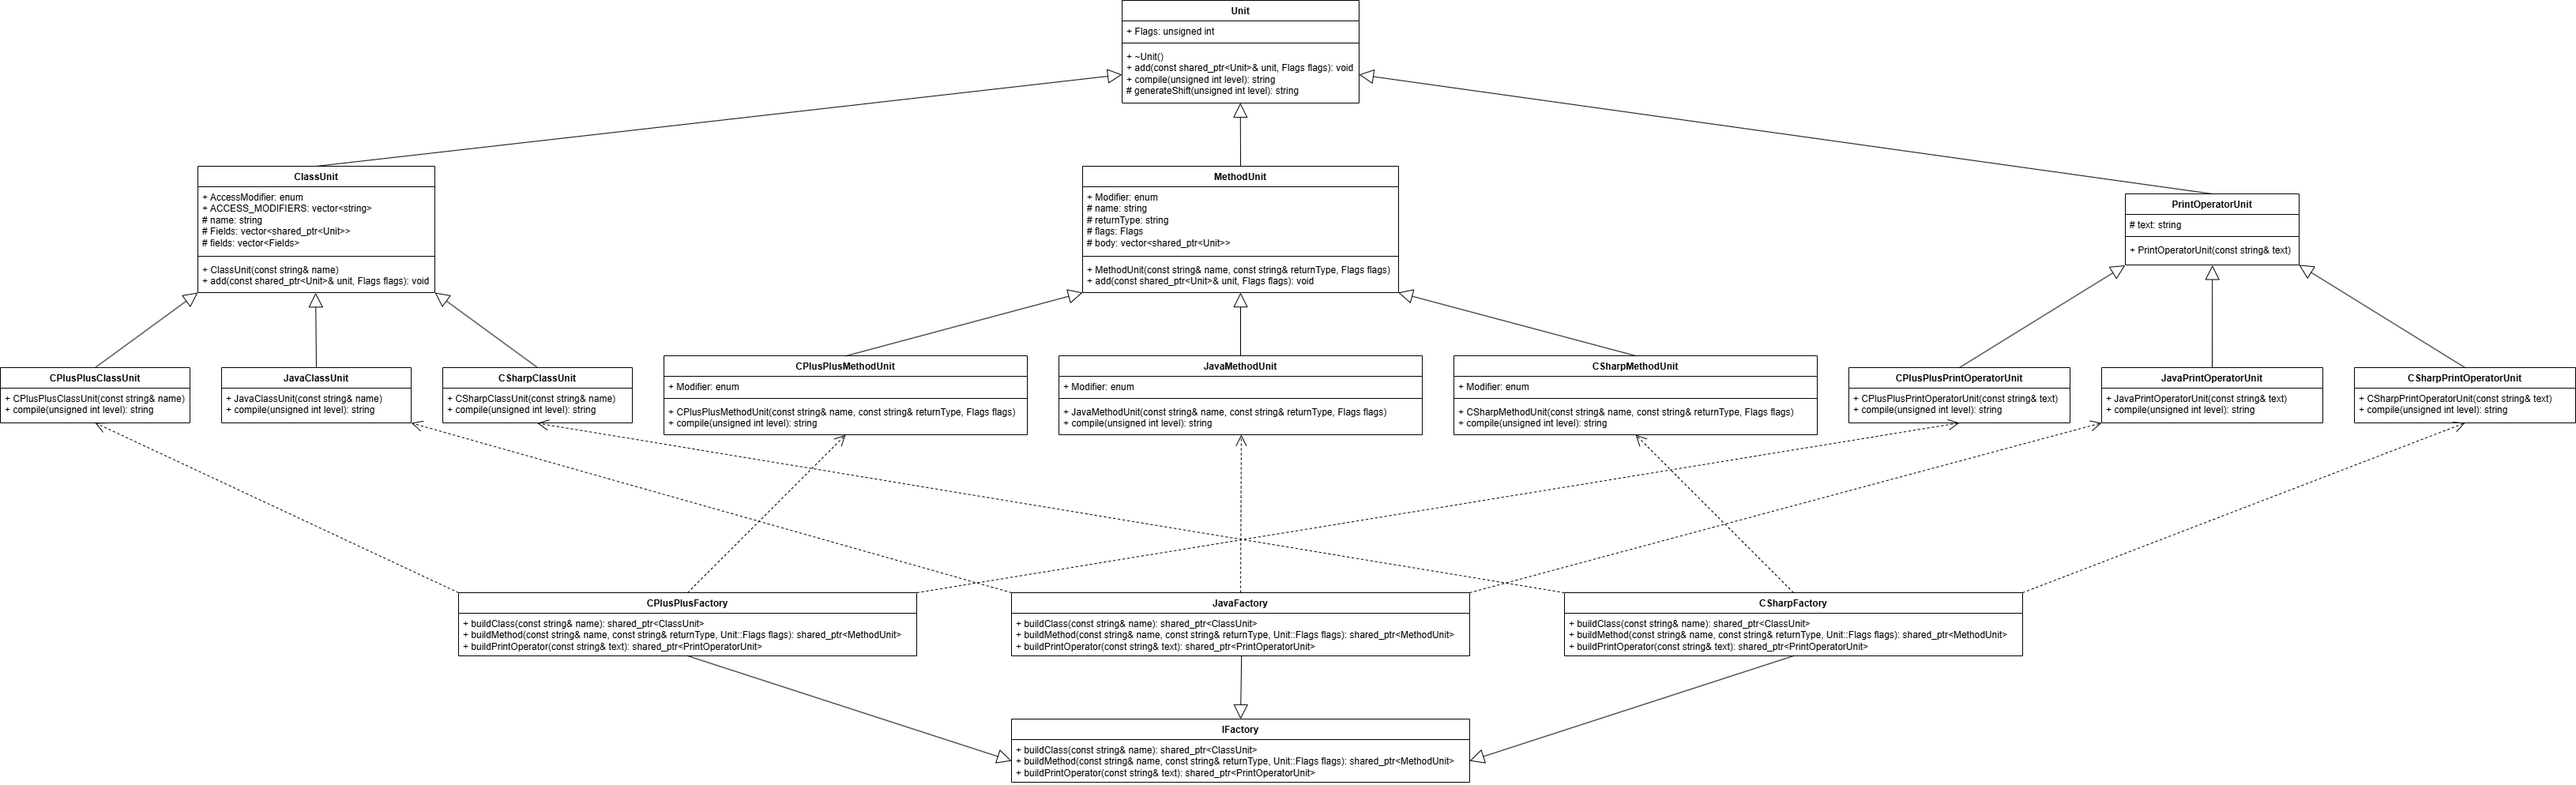 Unit
+ Flags: unsigned int
+ ~Unit()
+ add(const shared_ptr<Unit>& unit, Flags flags): void
+ compile(unsigned int level): string
# generateShift(unsigned int level): string
ClassUnit
+ AccessModifier: enum
+ ACCESS_MODIFIERS: vector<string>
# name: string
# Fields: vector<shared_ptr<Unit>>
# fields: vector<Fields>
+ ClassUnit(const string& name)
+ add(const shared_ptr<Unit>& unit, Flags flags): void
MethodUnit
+ Modifier: enum
# name: string
# returnType: string
# flags: Flags
# body: vector<shared_ptr<Unit>>
+ MethodUnit(const string& name, const string& returnType, Flags flags)
+ add(const shared_ptr<Unit>& unit, Flags flags): void
PrintOperatorUnit
# text: string
+ PrintOperatorUnit(const string& text)
CPlusPlusClassUnit
+ CPlusPlusClassUnit(const string& name)
+ compile(unsigned int level): string
JavaClassUnit
+ JavaClassUnit(const string& name)
+ compile(unsigned int level): string
CSharpClassUnit
+ CSharpClassUnit(const string& name)
+ compile(unsigned int level): string
CPlusPlusMethodUnit
+ Modifier: enum
+ CPlusPlusMethodUnit(const string& name, const string& returnType, Flags flags)
+ compile(unsigned int level): string
JavaMethodUnit
+ Modifier: enum
+ JavaMethodUnit(const string& name, const string& returnType, Flags flags)
+ compile(unsigned int level): string
CSharpMethodUnit
+ Modifier: enum
+ CSharpMethodUnit(const string& name, const string& returnType, Flags flags)
+ compile(unsigned int level): string
CPlusPlusPrintOperatorUnit
+ CPlusPlusPrintOperatorUnit(const string& text)
+ compile(unsigned int level): string
JavaPrintOperatorUnit
+ JavaPrintOperatorUnit(const string& text)
+ compile(unsigned int level): string
CSharpPrintOperatorUnit
+ CSharpPrintOperatorUnit(const string& text)
+ compile(unsigned int level): string
CPlusPlusFactory
+ buildClass(const string& name): shared_ptr<ClassUnit>
+ buildMethod(const string& name, const string& returnType, Unit::Flags flags): shared_ptr<MethodUnit>
+ buildPrintOperator(const string& text): shared_ptr<PrintOperatorUnit>
JavaFactory
+ buildClass(const string& name): shared_ptr<ClassUnit>
+ buildMethod(const string& name, const string& returnType, Unit::Flags flags): shared_ptr<MethodUnit>
+ buildPrintOperator(const string& text): shared_ptr<PrintOperatorUnit>
CSharpFactory
+ buildClass(const string& name): shared_ptr<ClassUnit>
+ buildMethod(const string& name, const string& returnType, Unit::Flags flags): shared_ptr<MethodUnit>
+ buildPrintOperator(const string& text): shared_ptr<PrintOperatorUnit>
IFactory
+ buildClass(const string& name): shared_ptr<ClassUnit>
+ buildMethod(const string& name, const string& returnType, Unit::Flags flags): shared_ptr<MethodUnit>
+ buildPrintOperator(const string& text): shared_ptr<PrintOperatorUnit>